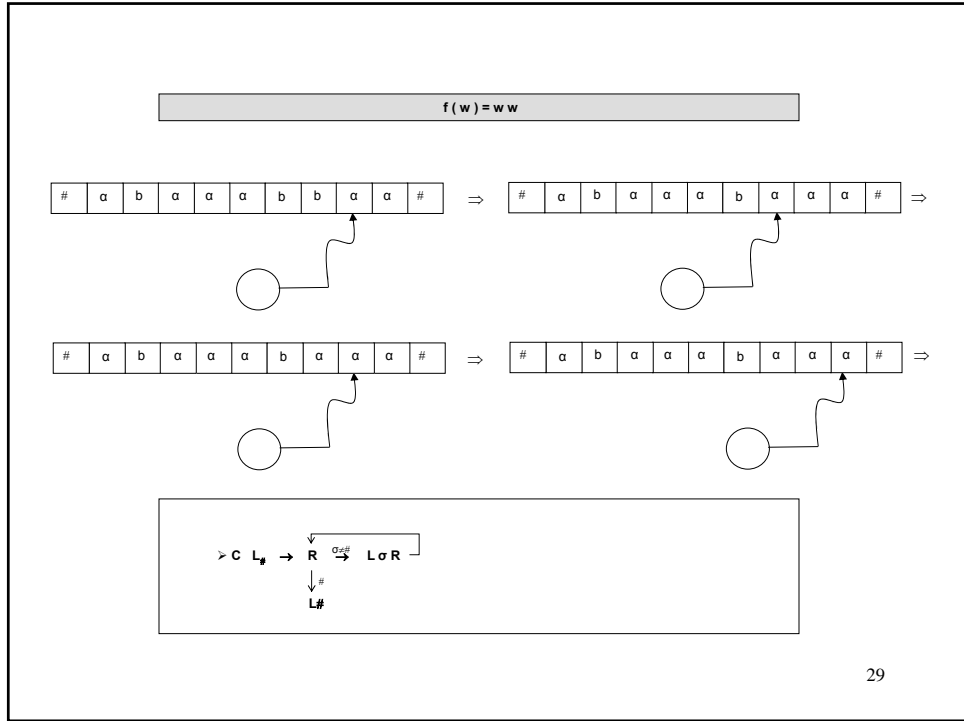 f ( w ) = w w
# α b α α α b b α α # ⇒ # α b α α α b α α α # ⇒
# α b α α α b α α α # ⇒ # α b α α α b α α α # ⇒
➢ C L# → R σ≠# → L σ R
↓ #
L#
29